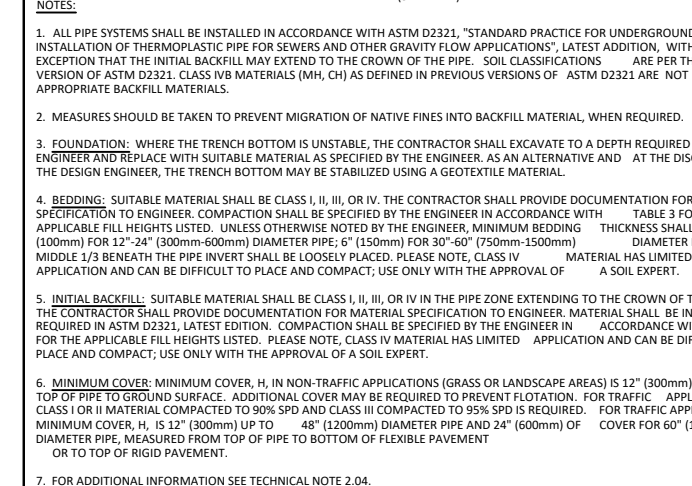 NOTES:
1. ALL PIPE SYSTEMS SHALL BE INSTALLED IN ACCORDANCE WITH ASTM D2321, "STANDARD PRACTICE FOR UNDERGROUND
INSTALLATION OF THERMOPLASTIC PIPE FOR SEWERS AND OTHER GRAVITY FLOW APPLICATIONS", LATEST ADDITION, WITH
EXCEPTION THAT THE INITIAL BACKFILL MAY EXTEND TO THE CROWN OF THE PIPE. SOIL CLASSIFICATIONS ARE PER
VERSION OF ASTM D2321. CLASS IVB MATERIALS (MH, CH) AS DEFINED IN PREVIOUS VERSIONS OF ASTM D2321 ARE NOT
APPROPRIATE BACKFILL MATERIALS.
2. MEASURES SHOULD BE TAKEN TO PREVENT MIGRATION OF NATIVE FINES INTO BACKFILL MATERIAL, WHEN REQUIRED.
3. FOUNDATION: WHERE THE TRENCH BOTTOM IS UNSTABLE, THE CONTRACTOR SHALL EXCAVATE TO A DEPTH REQUIRED
ENGINEER AND REPLACE WITH SUITABLE MATERIAL AS SPECIFIED BY THE ENGINEER. AS AN ALTERNATIVE AND AT THE
THE DESIGN ENGINEER, THE TRENCH BOTTOM MAY BE STABILIZED USING A GEOTEXTILE MATERIAL.
4. BEDDING: SUITABLE MATERIAL SHALL BE CLASS I, II, III, OR IV. THE CONTRACTOR SHALL PROVIDE DOCUMENTATION FOR
SPECIFICATION TO ENGINEER. COMPACTION SHALL BE SPECIFIED BY THE ENGINEER IN ACCORDANCE WITH TABLE 3
APPLICABLE FILL HEIGHTS LISTED. UNLESS OTHERWISE NOTED BY THE ENGINEER, MINIMUM BEDDING THICKNESS SHALL
(100mm) FOR 12"-24" (300mm-600mm) DIAMETER PIPE; 6" (150mm) FOR 30"-60" (750mm-1500mm) DIAMETER
MIDDLE 1/3 BENEATH THE PIPE INVERT SHALL BE LOOSELY PLACED. PLEASE NOTE, CLASS IV MATERIAL HAS LIMITED
APPLICATION AND CAN BE DIFFICULT TO PLACE AND COMPACT; USE ONLY WITH THE APPROVAL OF A SOIL EXPERT.
5. INITIAL BACKFILL: SUITABLE MATERIAL SHALL BE CLASS I, II, III, OR IV IN THE PIPE ZONE EXTENDING TO THE CROWN OF
THE CONTRACTOR SHALL PROVIDE DOCUMENTATION FOR MATERIAL SPECIFICATION TO ENGINEER. MATERIAL SHALL BE
REQUIRED IN ASTM D2321, LATEST EDITION. COMPACTION SHALL BE SPECIFIED BY THE ENGINEER IN ACCORDANCE
FOR THE APPLICABLE FILL HEIGHTS LISTED. PLEASE NOTE, CLASS IV MATERIAL HAS LIMITED APPLICATION AND CAN BE
PLACE AND COMPACT; USE ONLY WITH THE APPROVAL OF A SOIL EXPERT.
6. MINIMUM COVER: MINIMUM COVER, H, IN NON-TRAFFIC APPLICATIONS (GRASS OR LANDSCAPE AREAS) IS 12" (300mm)
TOP OF PIPE TO GROUND SURFACE. ADDITIONAL COVER MAY BE REQUIRED TO PREVENT FLOTATION. FOR TRAFFIC
CLASS I OR II MATERIAL COMPACTED TO 90% SPD AND CLASS III COMPACTED TO 95% SPD IS REQUIRED. FOR TRAFFIC
MINIMUM COVER, H, IS 12" (300mm) UP TO 48" (1200mm) DIAMETER PIPE AND 24" (600mm) OF COVER FOR 60"
DIAMETER PIPE, MEASURED FROM TOP OF PIPE TO BOTTOM OF FLEXIBLE PAVEMENT
OR TO TOP OF RIGID PAVEMENT.
7. FOR ADDITIONAL INFORMATION SEE TECHNICAL NOTE 2.04.